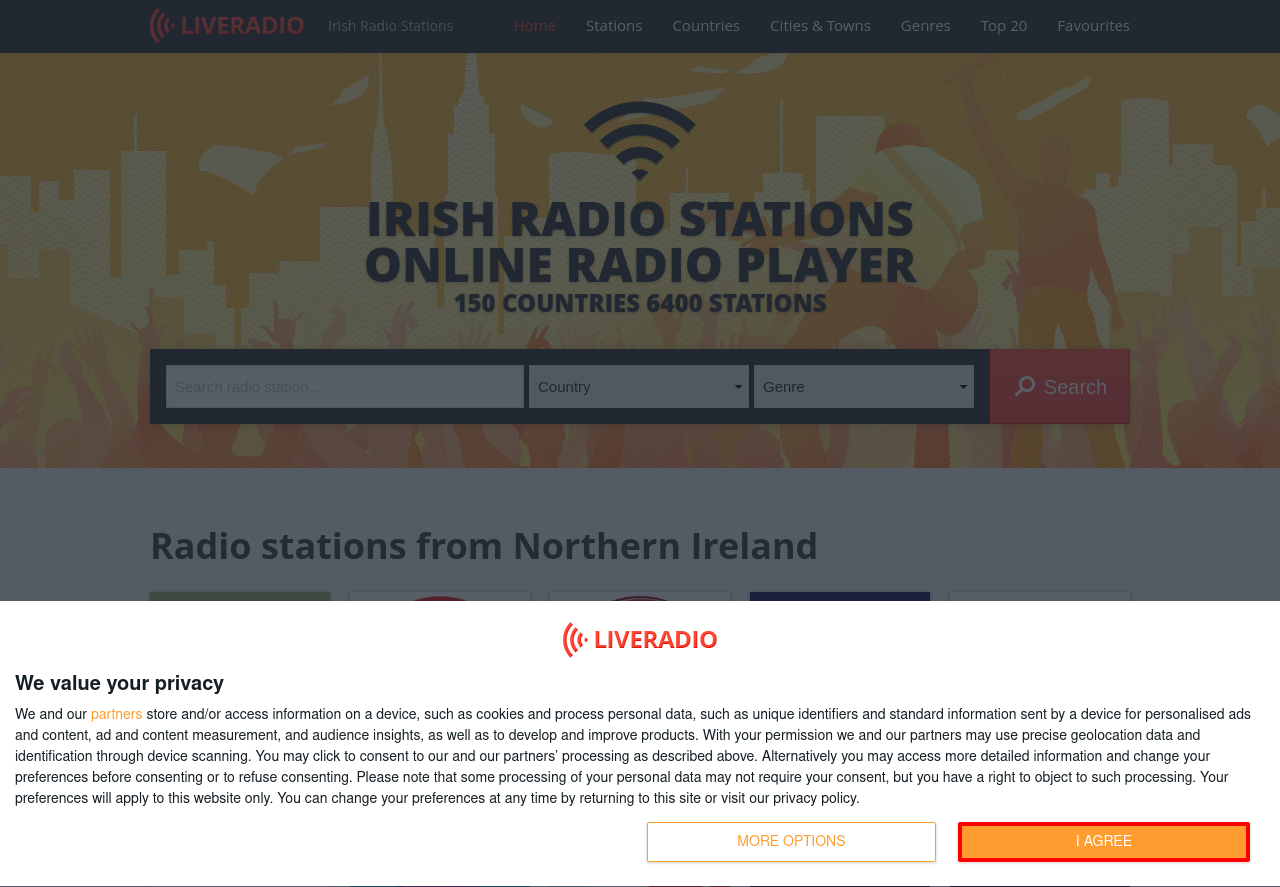 LIVERADIO Irish Radio Stations Home Stations Countries Cities & Towns Genres Top 20 Favourites
IRISH RADIO STATIONS
ONLINE RADIO PLAYER
150 COUNTRIES 6400 STATIONS
Search radio station... Country Genre Search
Radio stations from Northern Ireland
LIVERADIO
We value your privacy
We and our partners store and/or access information on a device, such as cookies and process personal data, such as unique identifiers and standard information sent by a device for personalised ads
and content, ad and content measurement, and audience insights, as well as to develop and improve products. With your permission we and our partners may use precise geolocation data and
identification through device scanning. You may click to consent to our and our partners’ processing as described above. Alternatively you may access more detailed information and change your
preferences before consenting or to refuse consenting. Please note that some processing of your personal data may not require your consent, but you have a right to object to such processing. Your
preferences will apply to this website only. You can change your preferences at any time by returning to this site or visit our privacy policy.
MORE OPTIONS I AGREE